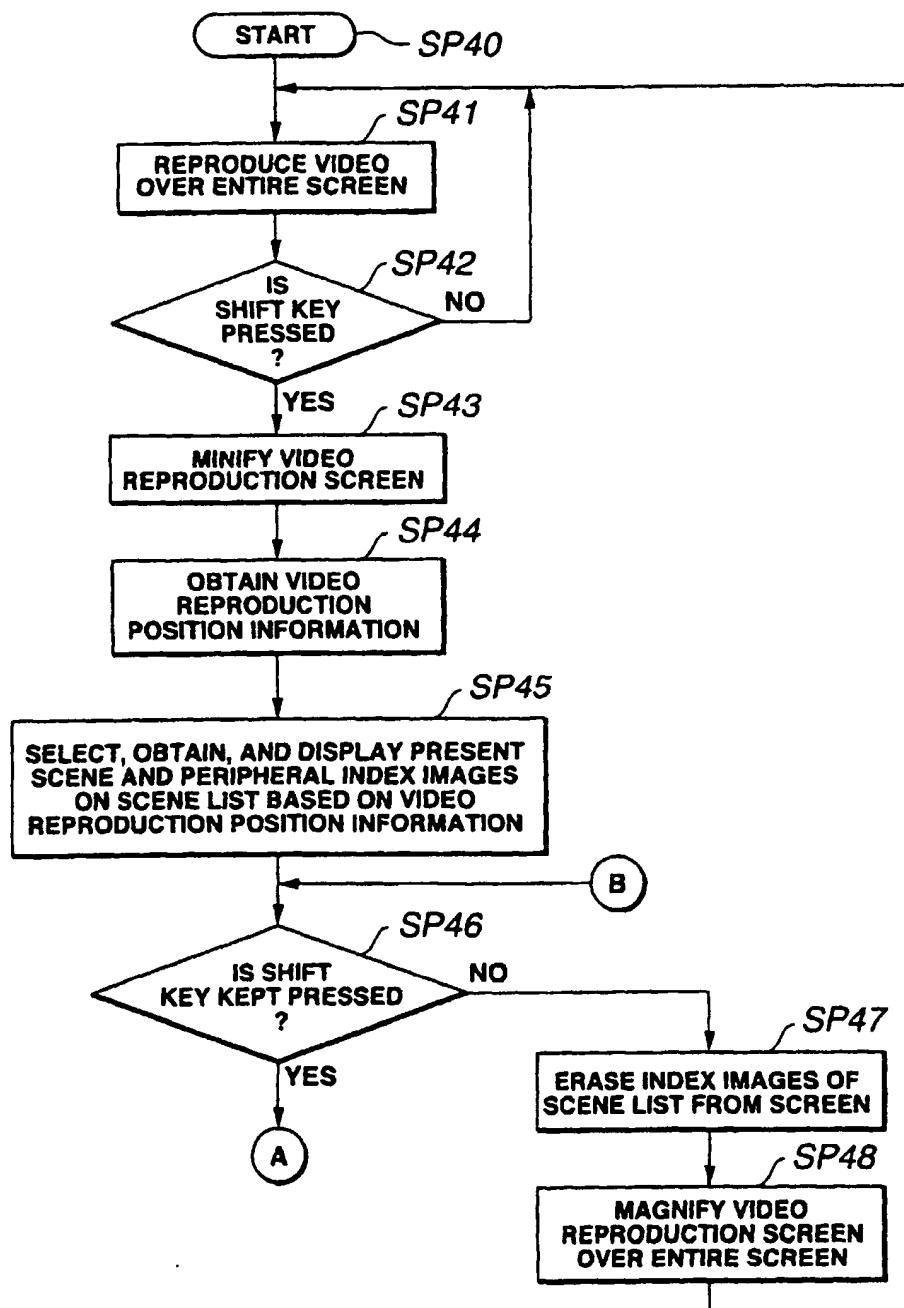 START
SP40
SP41
REPRODUCE VIDEO
OVER ENTIRE SCREEN
SP42
IS
SHIFT KEY
PRESSED
?
NO
YES
SP43
MINIFY VIDEO
REPRODUCTION SCREEN
SP44
OBTAIN VIDEO
REPRODUCTION
POSITION INFORMATION
SP45
SELECT, OBTAIN, AND DISPLAY PRESENT
SCENE AND PERIPHERAL INDEX IMAGES
ON SCENE LIST BASED ON VIDEO
REPRODUCTION POSITION INFORMATION
B
SP46
IS SHIFT
KEY KEPT PRESSED
?
NO
YES
A
SP47
ERASE INDEX IMAGES OF
SCENE LIST FROM SCREEN
SP48
MAGNIFY VIDEO
REPRODUCTION SCREEN
OVER ENTIRE SCREEN